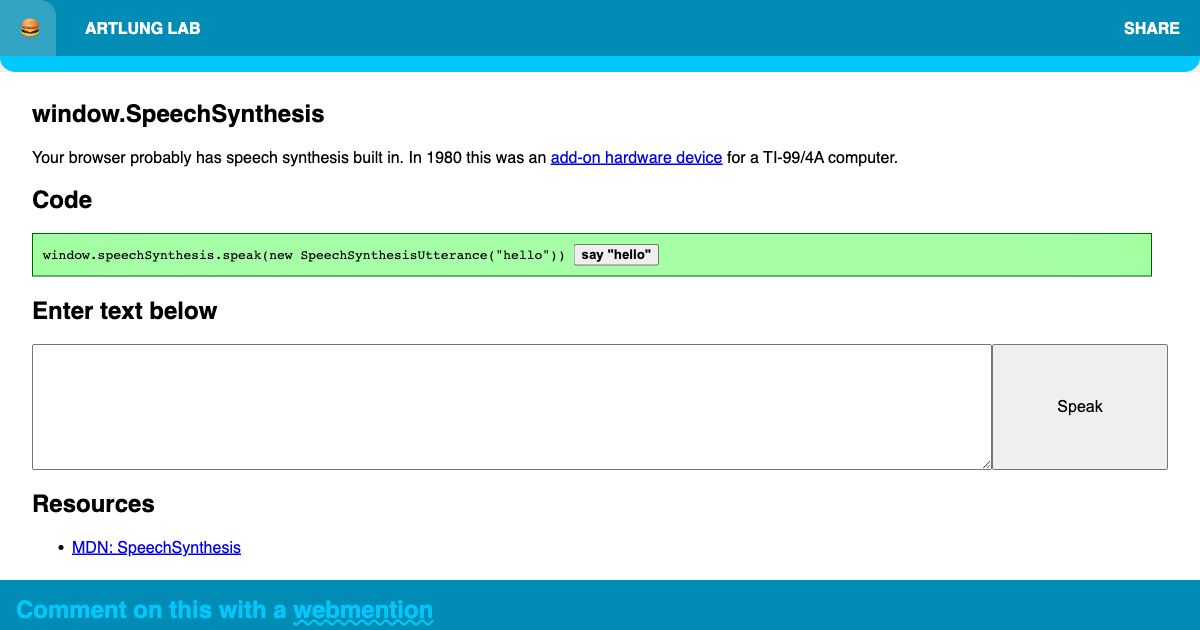 ARTLUNG LAB
SHARE
window.SpeechSynthesis
Your browser probably has speech synthesis built in. In 1980 this was an add-on hardware device for a TI-99/4A computer.
Code
window.speechSynthesis.speak(new SpeechSynthesisUtterance("hello")) say "hello"
Enter text below
Speak
Resources
• MDN: SpeechSynthesis
Comment on this with a webmention